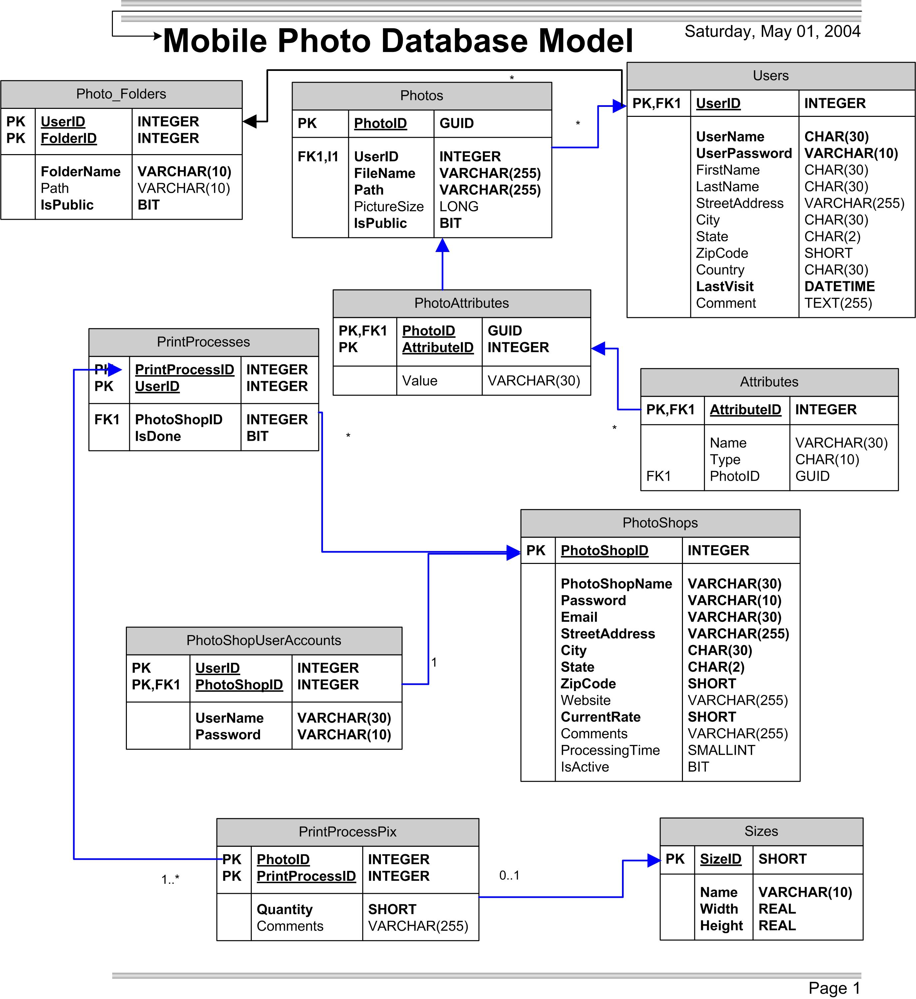 Mobile Photo Database Model
Saturday, May 01, 2004
Photo_Folders
PK UserID INTEGER
PK FolderID INTEGER
FolderName VARCHAR(10)
Path VARCHAR(10)
IsPublic BIT
*
Photos
PK PhotoID GUID
FK1,I1 UserID INTEGER
FileName VARCHAR(255)
Path VARCHAR(255)
PictureSize LONG
IsPublic BIT
*
Users
PK,FK1 UserID INTEGER
UserName CHAR(30)
UserPassword VARCHAR(10)
FirstName CHAR(30)
LastName CHAR(30)
StreetAddress VARCHAR(255)
City CHAR(30)
State CHAR(2)
ZipCode SHORT
Country CHAR(30)
LastVisit DATETIME
Comment TEXT(255)
PhotoAttributes
PK,FK1 PhotoID GUID
PK AttributeID INTEGER
Value VARCHAR(30)
PrintProcesses
PK PrintProcessID INTEGER
PK UserID INTEGER
FK1 PhotoShopID INTEGER
IsDone BIT
*
*
Attributes
PK,FK1 AttributeID INTEGER
Name VARCHAR(30)
Type CHAR(10)
FK1 PhotoID GUID
PhotoShops
PK PhotoShopID INTEGER
PhotoShopName VARCHAR(30)
Password VARCHAR(10)
Email VARCHAR(30)
StreetAddress VARCHAR(255)
City CHAR(30)
State CHAR(2)
ZipCode SHORT
Website VARCHAR(255)
CurrentRate SHORT
Comments VARCHAR(255)
ProcessingTime SMALLINT
IsActive BIT
PhotoShopUserAccounts
PK UserID INTEGER
PK,FK1 PhotoShopID INTEGER
UserName VARCHAR(30)
Password VARCHAR(10)
1
PrintProcessPix
PK PhotoID INTEGER
PK PrintProcessID INTEGER
Quantity SHORT
Comments VARCHAR(255)
1..*
0..1
Sizes
PK SizeID SHORT
Name VARCHAR(10)
Width REAL
Height REAL
Page 1